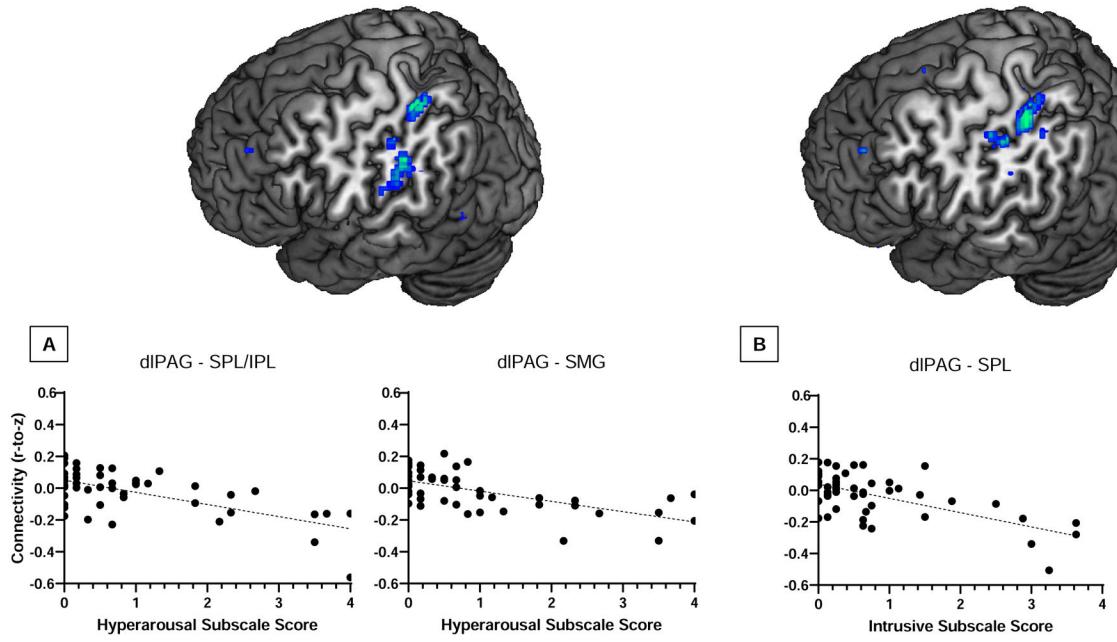 A
B
dlPAG - SPL/IPL
dlPAG - SMG
dlPAG - SPL
Connectivity (r-to-z)
0.6
0.4
0.2
0.0
-0.2
-0.4
-0.6
0 1 2 3 4
Hyperarousal Subscale Score
0.6
0.4
0.2
0.0
-0.2
-0.4
-0.6
0 1 2 3 4
Hyperarousal Subscale Score
0.6
0.4
0.2
0.0
-0.2
-0.4
-0.6
0 1 2 3 4
Intrusive Subscale Score